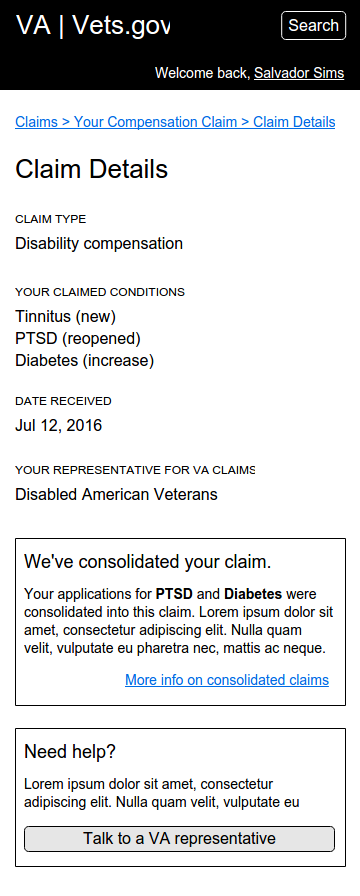 VA | Vets.gov
Search
Welcome back, Salvador Sims
Claims > Your Compensation Claim > Claim Details
Claim Details
CLAIM TYPE
Disability compensation
YOUR CLAIMED CONDITIONS
Tinnitus (new)
PTSD (reopened)
Diabetes (increase)
DATE RECEIVED
Jul 12, 2016
YOUR REPRESENTATIVE FOR VA CLAIMS
Disabled American Veterans
We've consolidated your claim.
Your applications for PTSD and Diabetes were
consolidated into this claim. Lorem ipsum dolor sit
amet, consectetur adipiscing elit. Nulla quam
velit, vulputate eu pharetra nec, mattis ac neque.
More info on consolidated claims
Need help?
Lorem ipsum dolor sit amet, consectetur
adipiscing elit. Nulla quam velit, vulputate eu
Talk to a VA representative